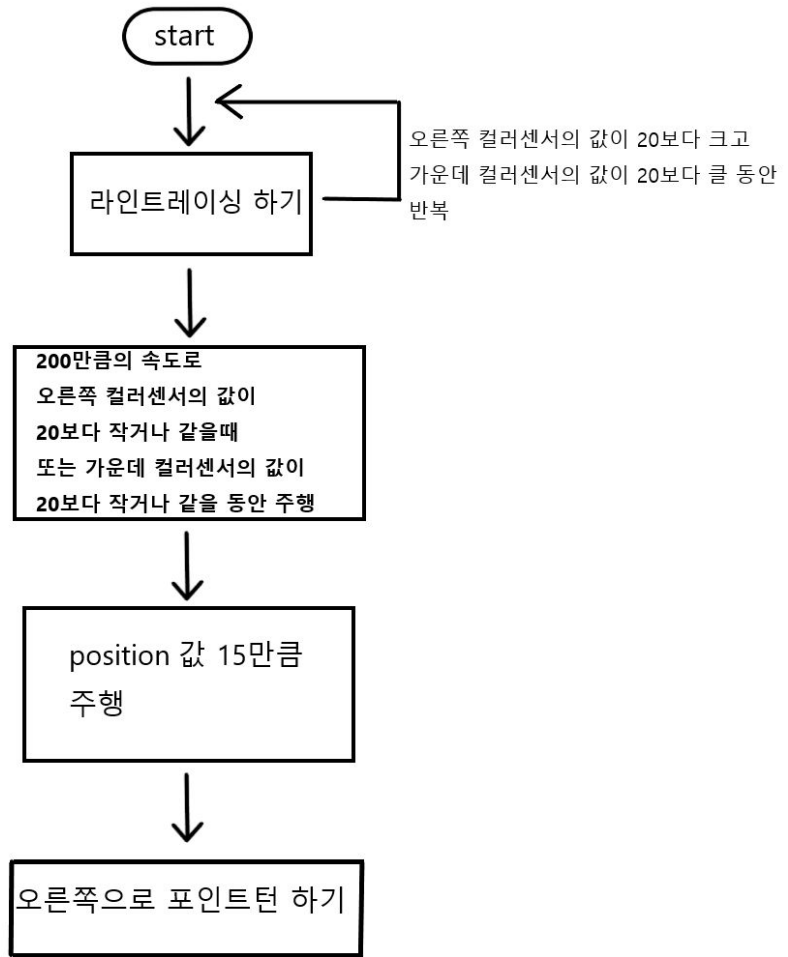 start
오른쪽 컬러센서의 값이 20보다 크고
가운데 컬러센서의 값이 20보다 클 동안
반복
라인트레이싱 하기
200만큼의 속도로
오른쪽 컬러센서의 값이
20보다 작거나 같을때
또는 가운데 컬러센서의 값이
20보다 작거나 같을 동안 주행
position 값 15만큼
주행
오른쪽으로 포인트턴 하기